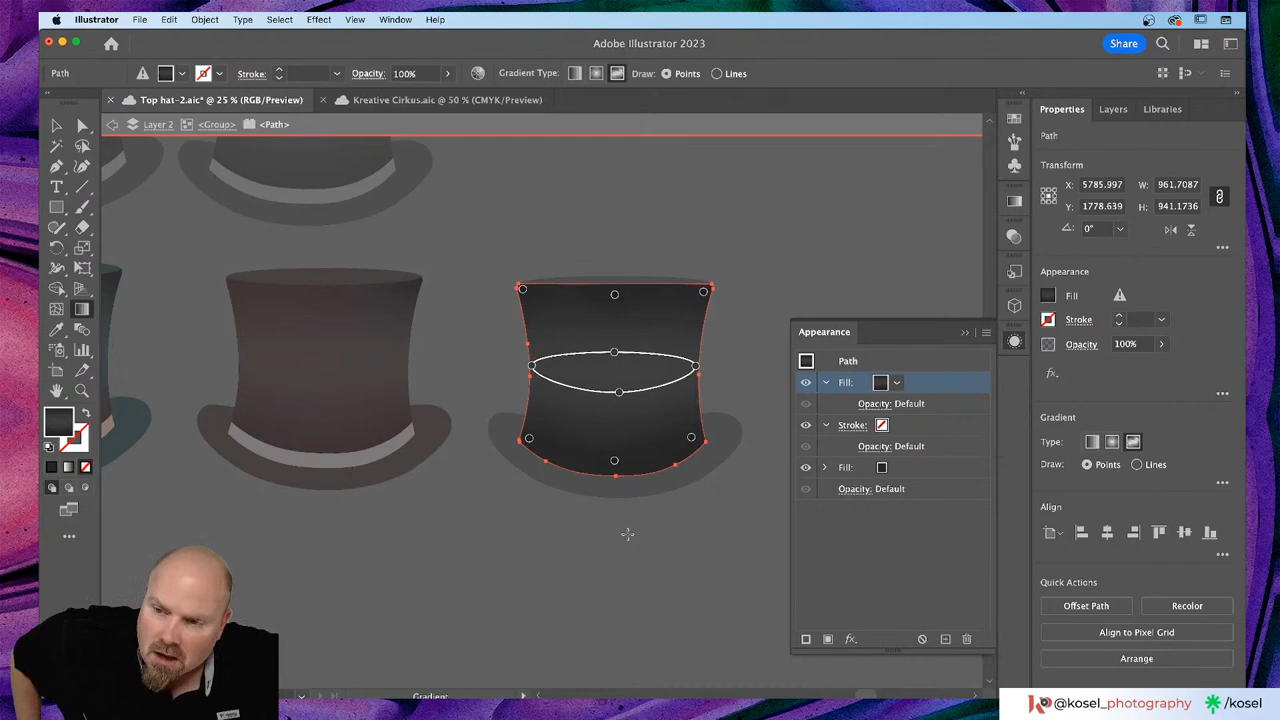 Illustrator File Edit Object Type Select Effect View Window Help
Adobe Illustrator 2023
Share
Path Stroke: Opacity: 100% Gradient Type: Draw: Points Lines
× Top hat-2.aic* @ 25 % (RGB/Preview) × Kreative Cirkus.aic @ 50 % (CMYK/Preview)
Layer 2 <Group> <Path>
Properties Layers Libraries
Path
Transform
X: 5785.997 W: 961.7087
Y: 1778.639 H: 941.1736
0°
Appearance
Fill
Stroke
Opacity 100%
fx.
Gradient
Type:
Draw: Points Lines
Align
Quick Actions
Offset Path Recolor
Align to Pixel Grid
Arrange
Appearance
Path
Fill:
Opacity: Default
Stroke:
Opacity: Default
Fill:
Opacity: Default
fx.
Gradient
@kosel_photography /kosel